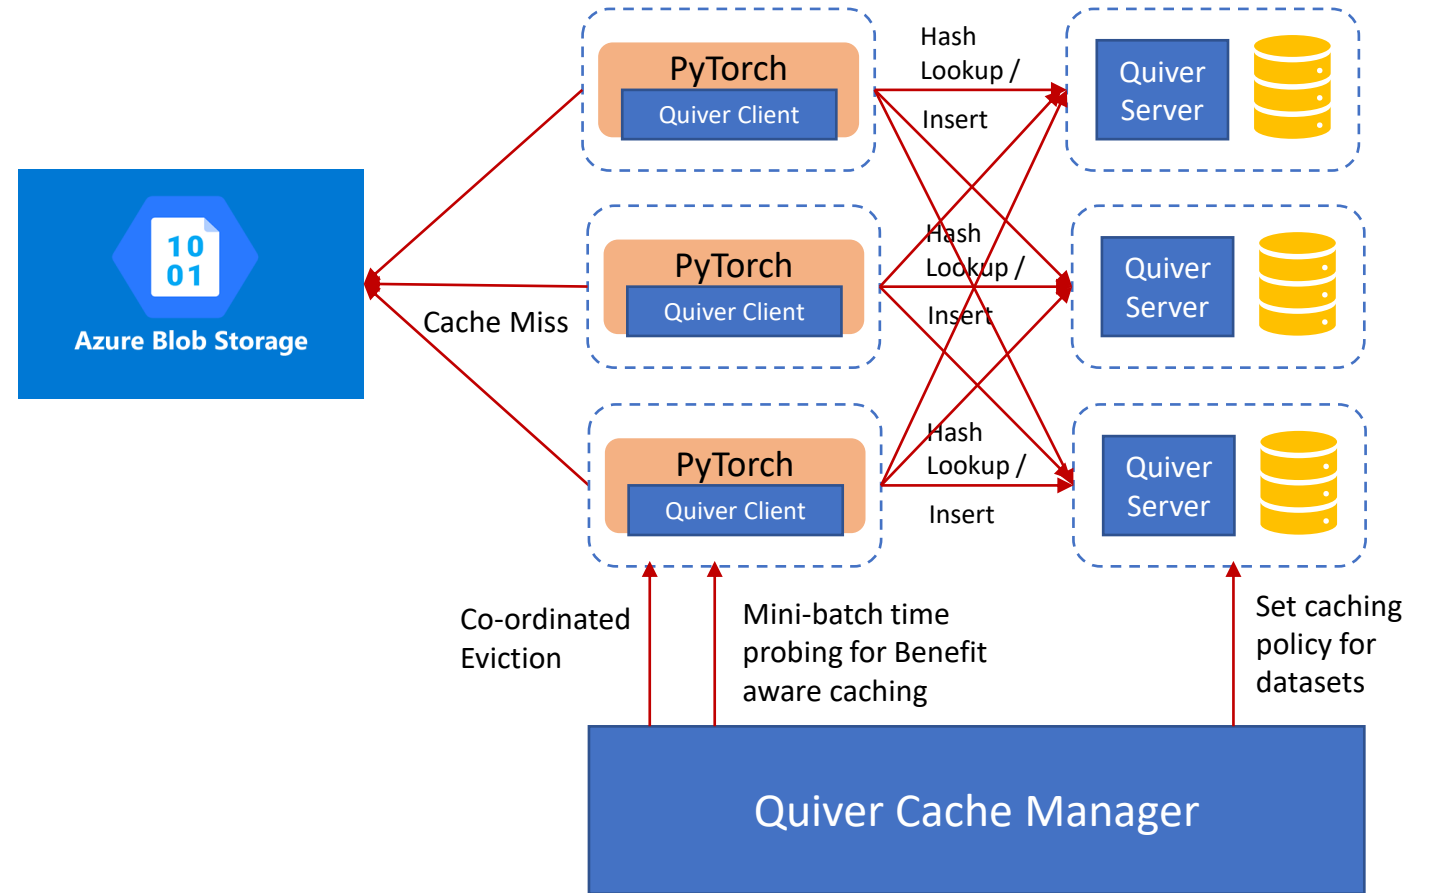 PyTorch
Quiver Client
Hash
Lookup /
Insert
Quiver
Server
10
01
Azure Blob Storage
Cache Miss
PyTorch
Quiver Client
Hash
Lookup /
Insert
Quiver
Server
PyTorch
Quiver Client
Hash
Lookup /
Insert
Quiver
Server
Co-ordinated
Eviction
Mini-batch time
probing for Benefit
aware caching
Set caching
policy for
datasets
Quiver Cache Manager